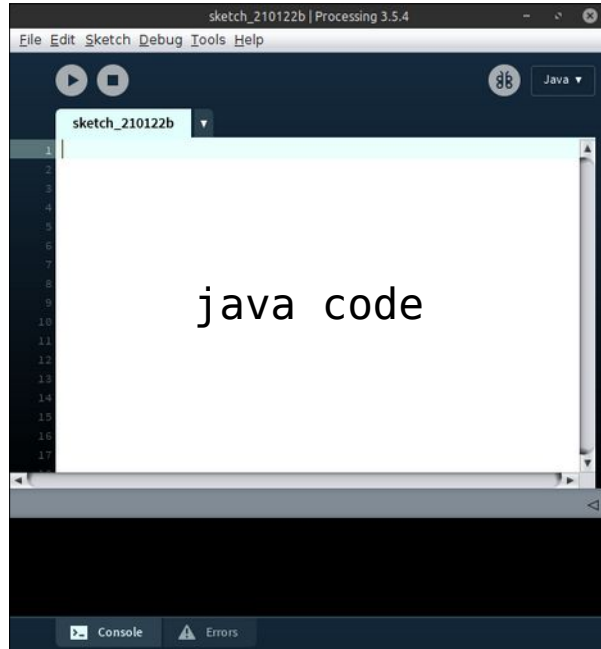 sketch_210122b | Processing 3.5.4
File Edit Sketch Debug Tools Help
Java
sketch_210122b
1
2
3
4
5
6
7
8
9
10
11
12
13
14
15
16
17
java code
Console Errors